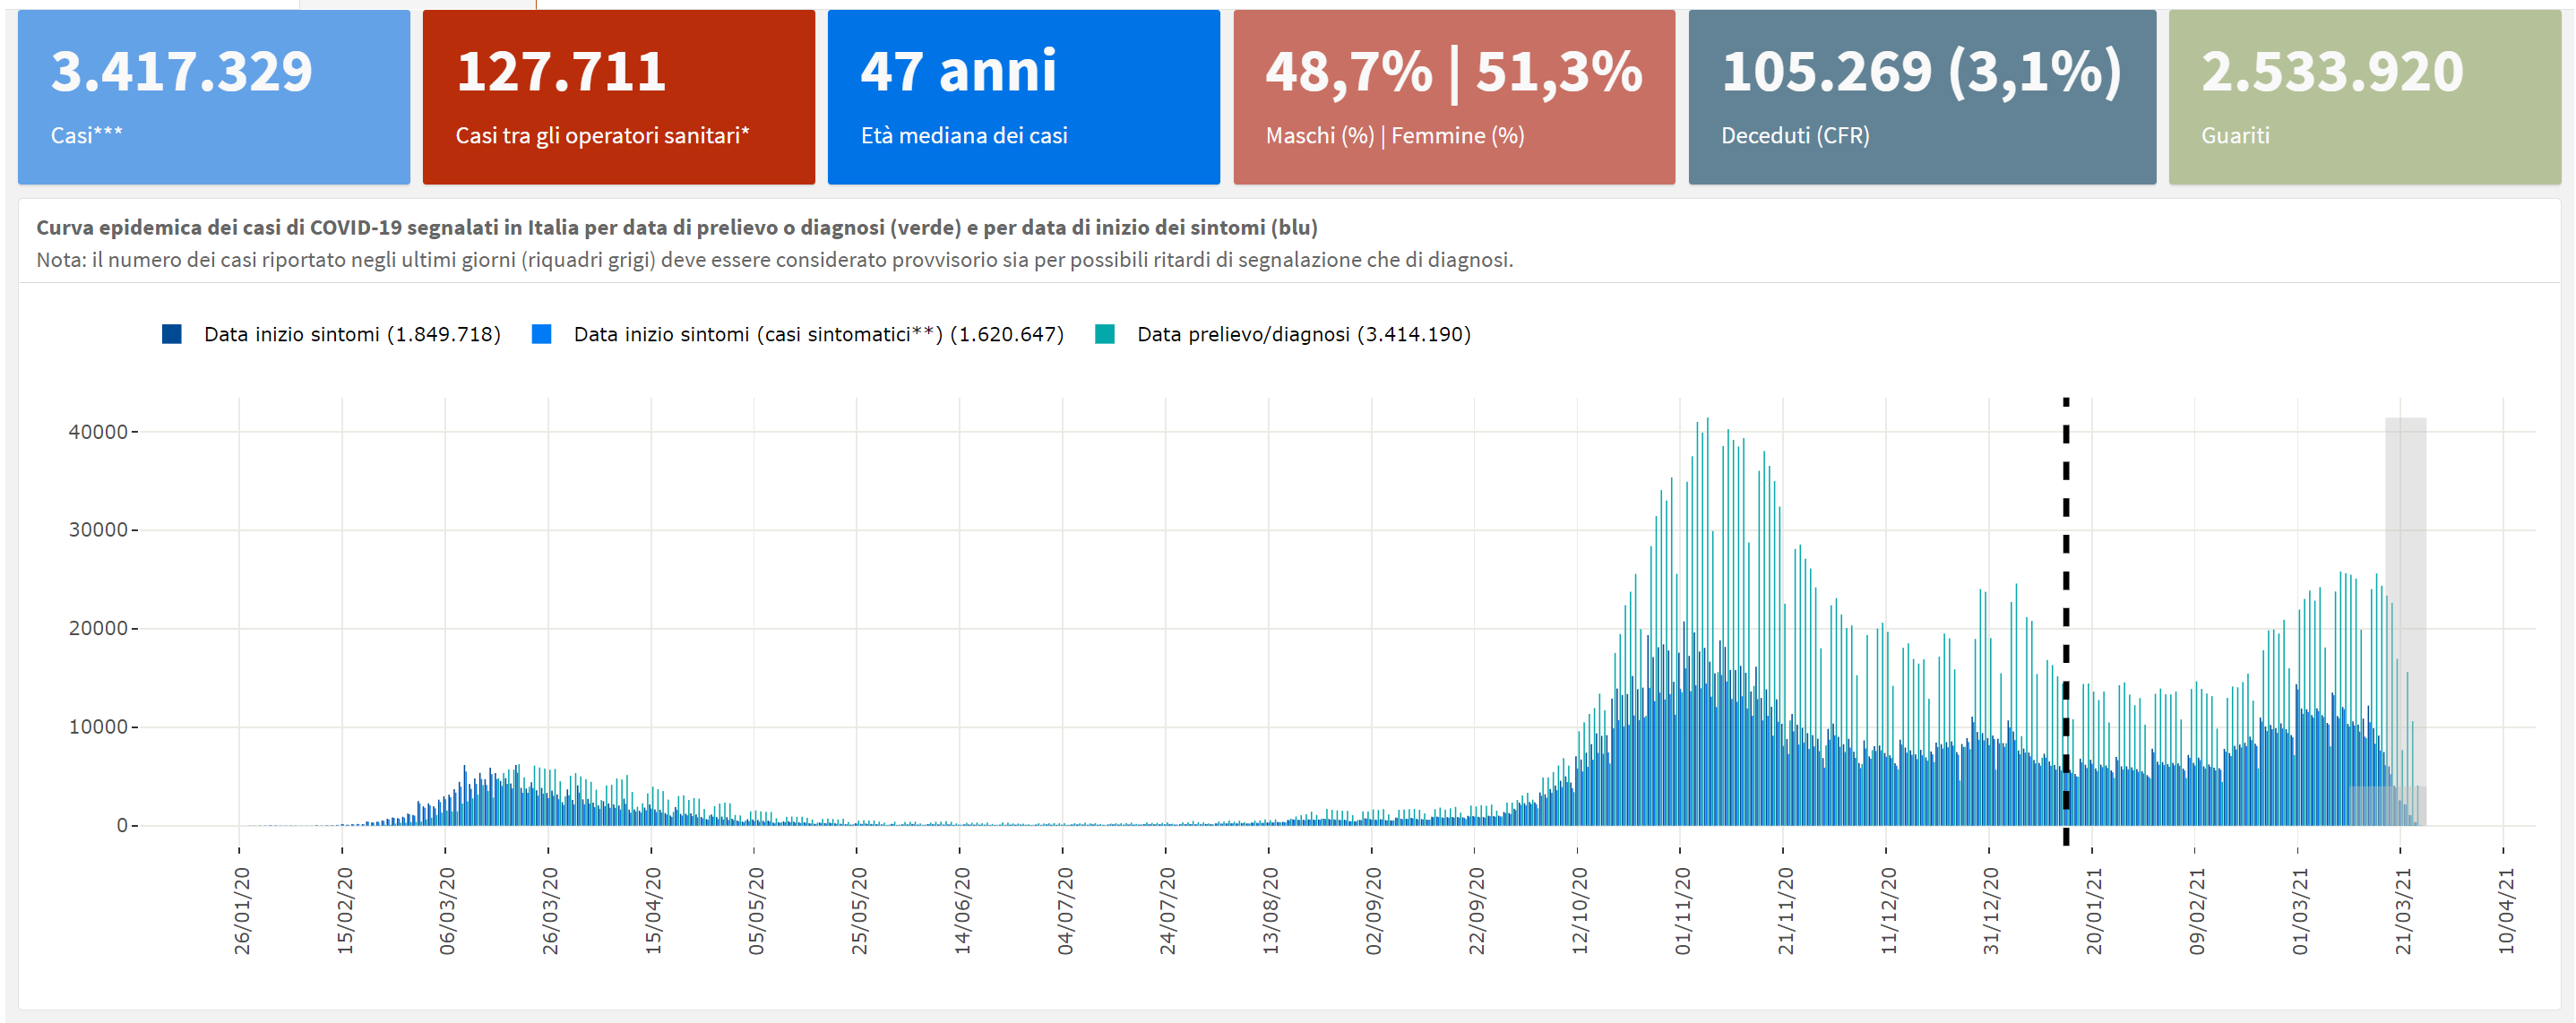 3.417.329
Casi***
127.711
Casi tra gli operatori sanitari*
47 anni
Età mediana dei casi
48,7% | 51,3%
Maschi (%) | Femmine (%)
105.269 (3,1%)
Deceduti (CFR)
2.533.920
Guariti
Curva epidemica dei casi di COVID-19 segnalati in Italia per data di prelievo o diagnosi (verde) e per data di inizio dei sintomi (blu)
Nota: il numero dei casi riportato negli ultimi giorni (riquadri grigi) deve essere considerato provvisorio sia per possibili ritardi di segnalazione che di diagnosi.
Data inizio sintomi (1.849.718)
Data inizio sintomi (casi sintomatici**) (1.620.647)
Data prelievo/diagnosi (3.414.190)
40000
30000
20000
10000
0
26/01/20
15/02/20
06/03/20
26/03/20
15/04/20
05/05/20
25/05/20
14/06/20
04/07/20
24/07/20
13/08/20
02/09/20
22/09/20
12/10/20
01/11/20
21/11/20
11/12/20
31/12/20
20/01/21
09/02/21
01/03/21
21/03/21
10/04/21